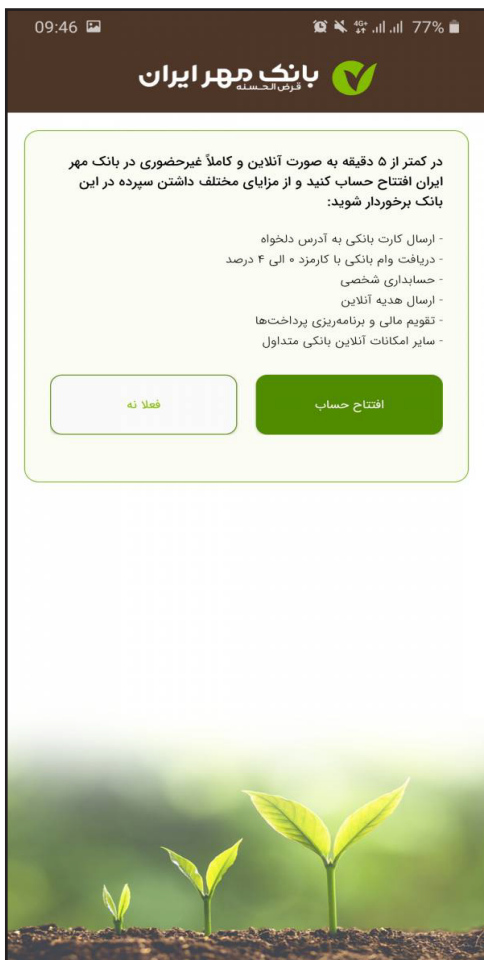 09:46
4G+
77%
بانک مهر ایران
قرض الحسنه
در کمتر از ۵ دقیقه به صورت آنلاین و کاملاً غیرحضوری در بانک مهر
ایران افتتاح حساب کنید و از مزایای مختلف داشتن سپرده در این
بانک برخوردار شوید:
- ارسال کارت بانکی به آدرس دلخواه
- دریافت وام بانکی با کارمزد ۰ الی ۴ درصد
- حسابداری شخصی
- ارسال هدیه آنلاین
- تقویم مالی و برنامه‌ریزی پرداخت‌ها
- سایر امکانات آنلاین بانکی متداول
افتتاح حساب
فعلا نه